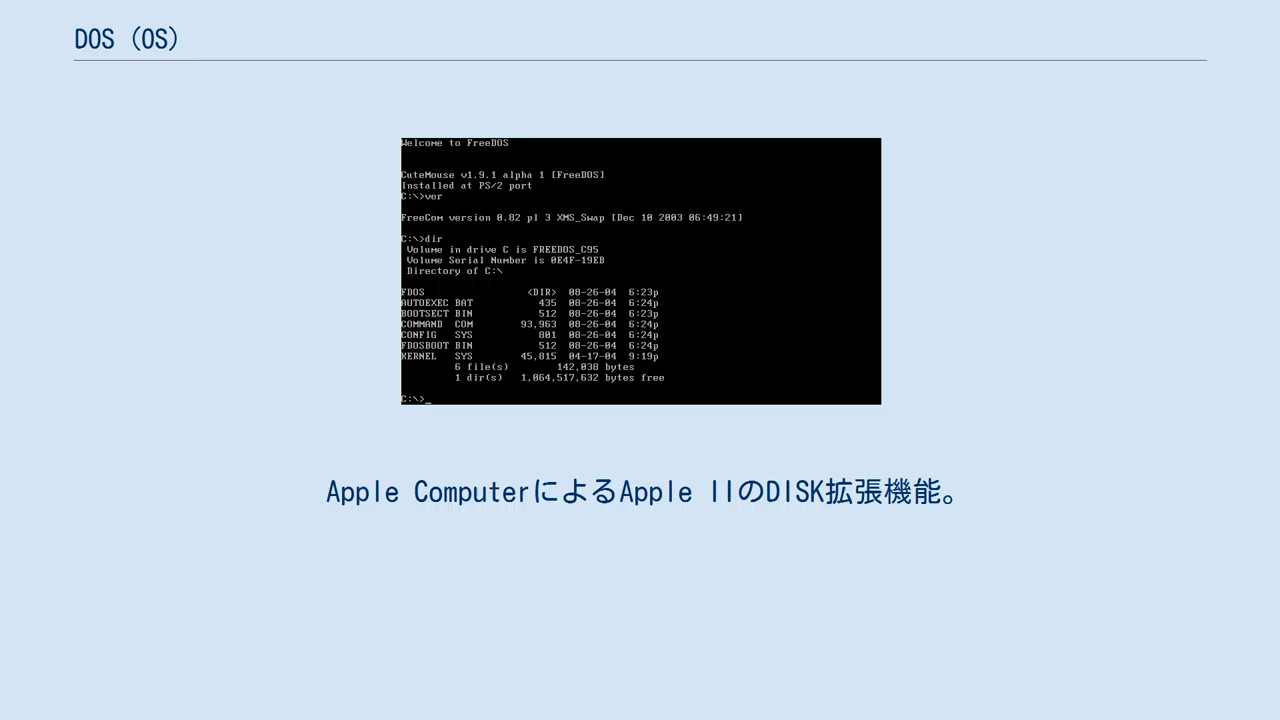 DOS (OS)
Welcome to FreeDOS
CuteMouse v1.9.1 alpha 1 [FreeDOS]
Installed at PS/2 port
C:\>ver
FreeCom version 0.82 pl 3 XMS_Swap [Dec 10 2003 06:49:21]
C:\>dir
Volume in drive C is FREEDOS_C95
Volume Serial Number is 0E4F-19EB
Directory of C:\
FDOS <DIR> 08-26-04 6:23p
AUTOEXEC BAT 435 08-26-04 6:24p
BOOTSECT BIN 512 08-26-04 6:23p
COMMAND COM 93,963 08-26-04 6:24p
CONFIG SYS 801 08-26-04 6:24p
FDOSBOOT BIN 512 08-26-04 6:24p
KERNEL SYS 45,815 04-17-04 9:19p
6 file(s) 142,038 bytes
1 dir(s) 1,064,517,632 bytes free
C:\>_
Apple ComputerによるApple IIのDISK拡張機能。